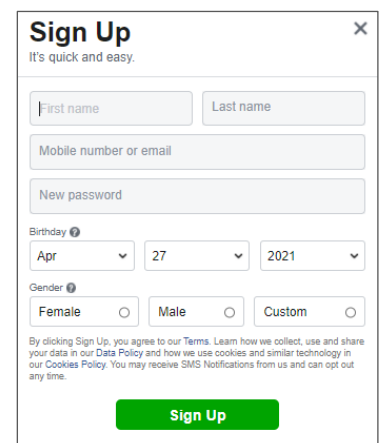 Sign Up
It's quick and easy.
First name Last name
Mobile number or email
New password
Birthday
Apr 27 2021
Gender
Female Male Custom
By clicking Sign Up, you agree to our Terms. Learn how we collect, use and share
your data in our Data Policy and how we use cookies and similar technology in
our Cookies Policy. You may receive SMS Notifications from us and can opt out
any time.
Sign Up